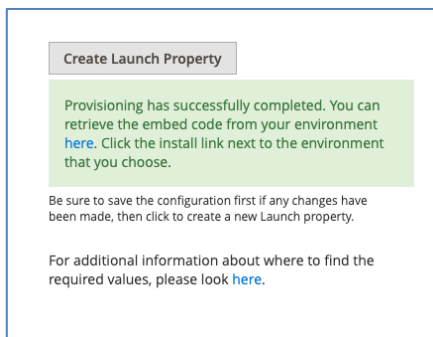 Create Launch Property
Provisioning has successfully completed. You can
retrieve the embed code from your environment
here. Click the install link next to the environment
that you choose.
Be sure to save the configuration first if any changes have
been made, then click to create a new Launch property.
For additional information about where to find the
required values, please look here.